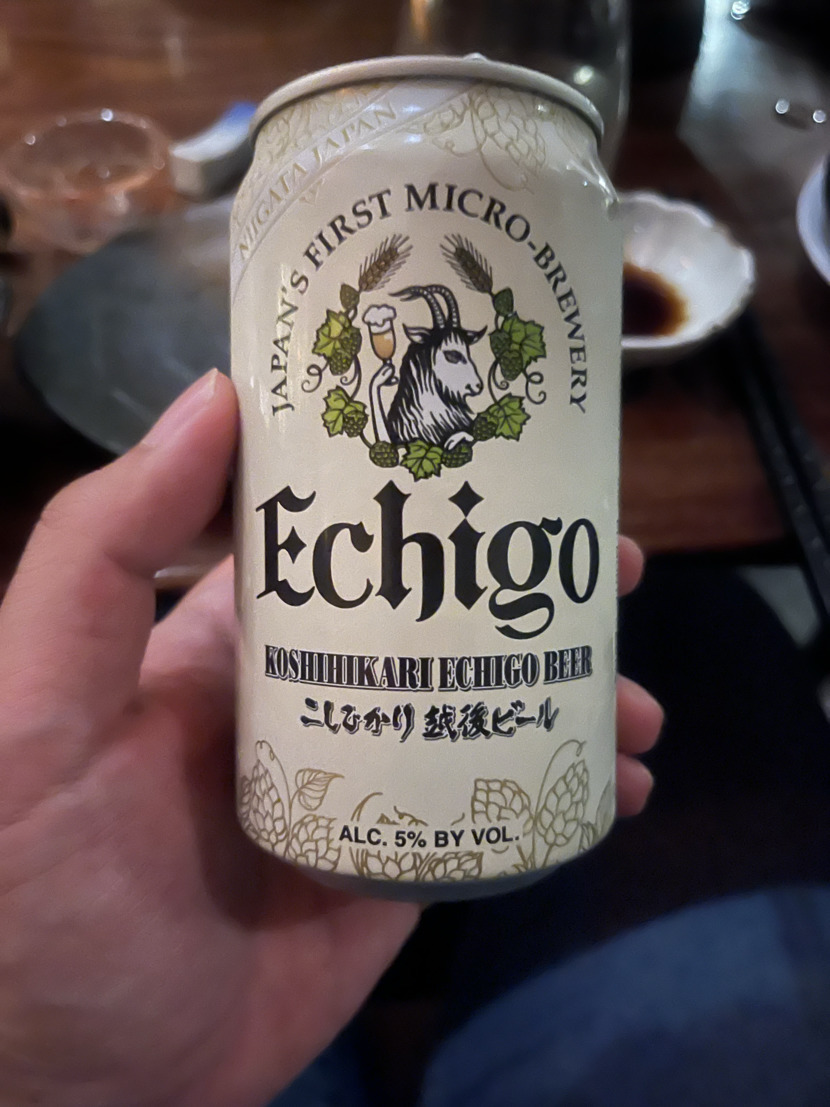 NIIGATA JAPAN
JAPAN'S FIRST MICRO-BREWERY
Echigo
KOSHIHIKARI ECHIGO BEER
こしひかり 越後ビール
ALC. 5% BY VOL.